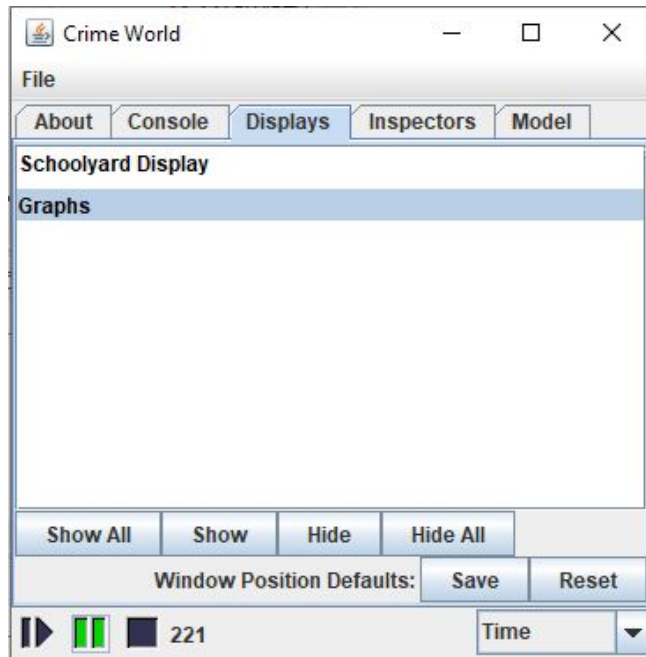 Crime World
File
About Console Displays Inspectors Model
Schoolyard Display
Graphs
Show All Show Hide Hide All
Window Position Defaults: Save Reset
221 Time